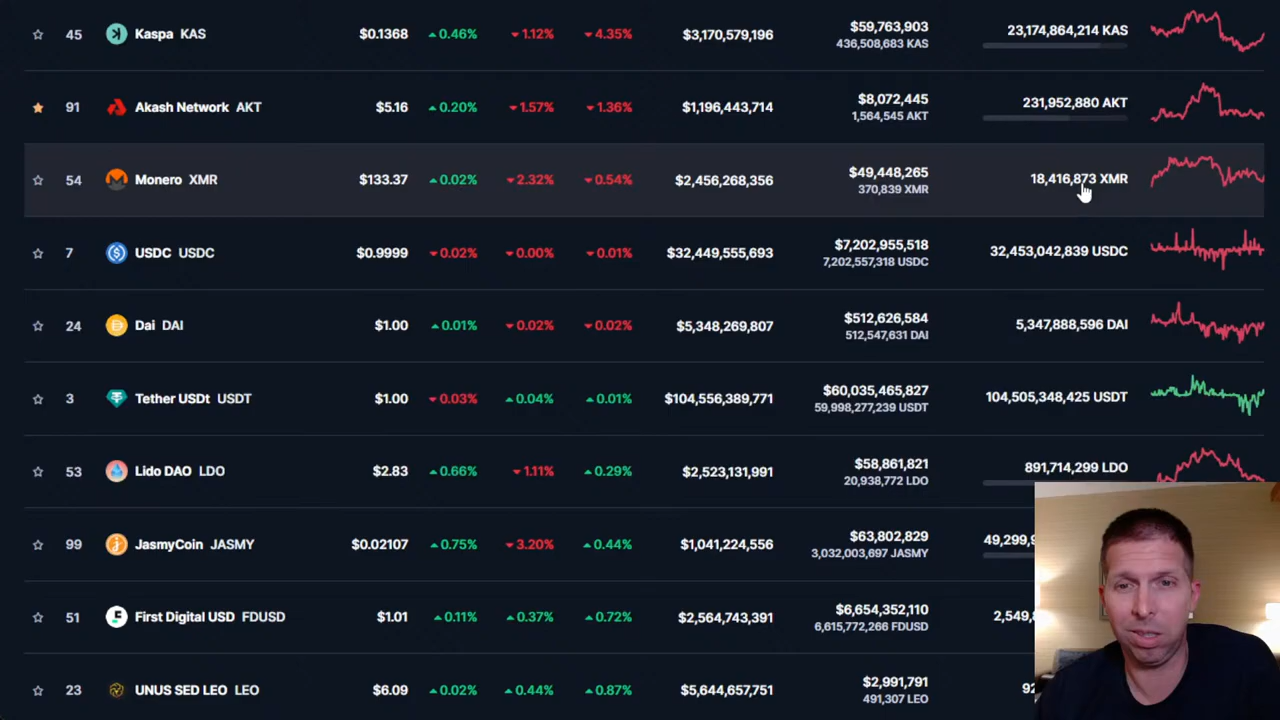 45 Kaspa KAS $0.1368 0.46% 1.12% 4.35% $3,170,579,196 $59,763,903 23,174,864,214 KAS
436,508,683 KAS
91 Akash Network AKT $5.16 0.20% 1.57% 1.36% $1,196,443,714 $8,072,445 231,952,880 AKT
1,564,545 AKT
54 Monero XMR $133.37 0.02% 2.32% 0.54% $2,456,268,356 $49,448,265 18,416,873 XMR
370,839 XMR
7 USDC USDC $0.9999 0.02% 0.00% 0.01% $32,449,555,693 $7,202,955,518 32,453,042,839 USDC
7,202,557,318 USDC
24 Dai DAI $1.00 0.01% 0.02% 0.02% $5,348,269,807 $512,626,584 5,347,888,596 DAI
512,547,631 DAI
3 Tether USDt USDT $1.00 0.03% 0.04% 0.01% $104,556,389,771 $60,035,465,827 104,505,348,425 USDT
59,998,277,239 USDT
53 Lido DAO LDO $2.83 0.66% 1.11% 0.29% $2,523,131,991 $58,861,821 891,714,299 LDO
20,938,772 LDO
99 JasmyCoin JASMY $0.02107 0.75% 3.20% 0.44% $1,041,224,556 $63,802,829 49,299,9
3,032,003,697 JASMY
51 First Digital USD FDUSD $1.01 0.11% 0.37% 0.72% $2,564,743,391 $6,654,352,110 2,549,8
6,615,772,266 FDUSD
23 UNUS SED LEO LEO $6.09 0.02% 0.44% 0.87% $5,644,657,751 $2,991,791 92
491,307 LEO